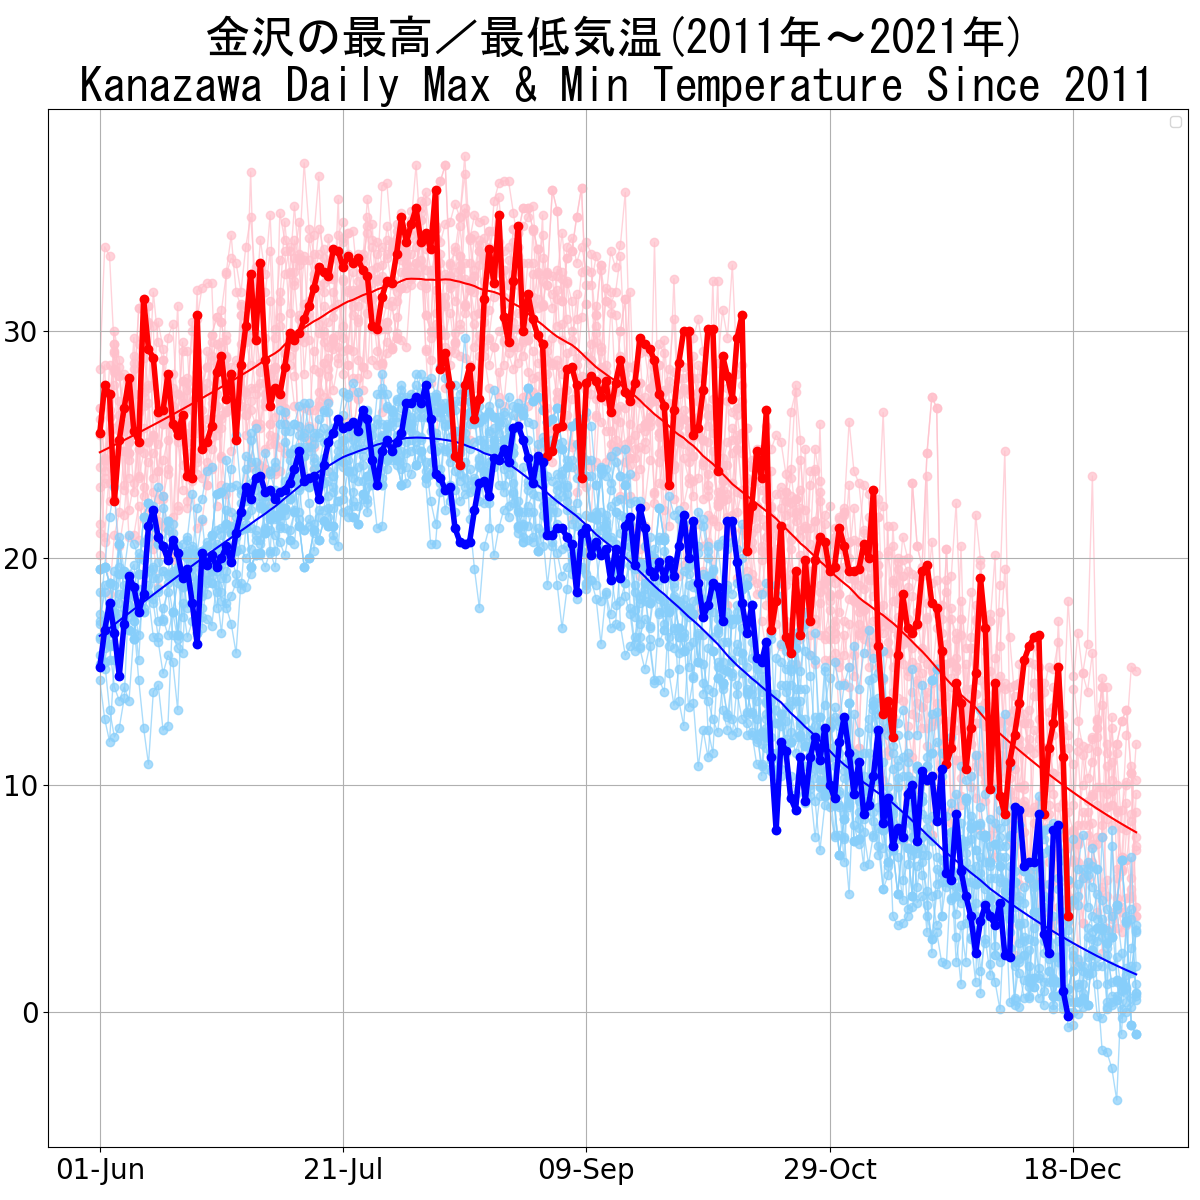 金沢の最高／最低気温(2011年～2021年)
Kanazawa Daily Max & Min Temperature Since 2011
30
20
10
0
01-Jun 21-Jul 09-Sep 29-Oct 18-Dec